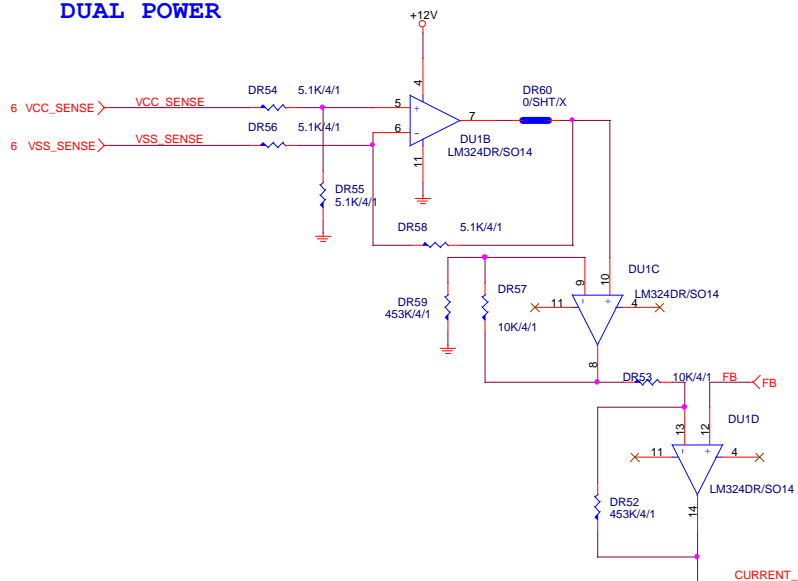 DUAL POWER
+12V
DR54 5.1K/4/1
DR60
0/SHT/X
4
6 VCC_SENSE
VCC_SENSE
5
+
7
6 VSS_SENSE
VSS_SENSE
DR56 5.1K/4/1
6
-
DU1B
LM324DR/SO14
11
DR55
5.1K/4/1
DR58 5.1K/4/1
9
10
DU1C
LM324DR/SO14
DR59
453K/4/1
DR57
10K/4/1
11
-
+
4
8
DR53 10K/4/1
FB
FB
13
12
DU1D
11
-
+
4
LM324DR/SO14
DR52
453K/4/1
14
CURRENT_